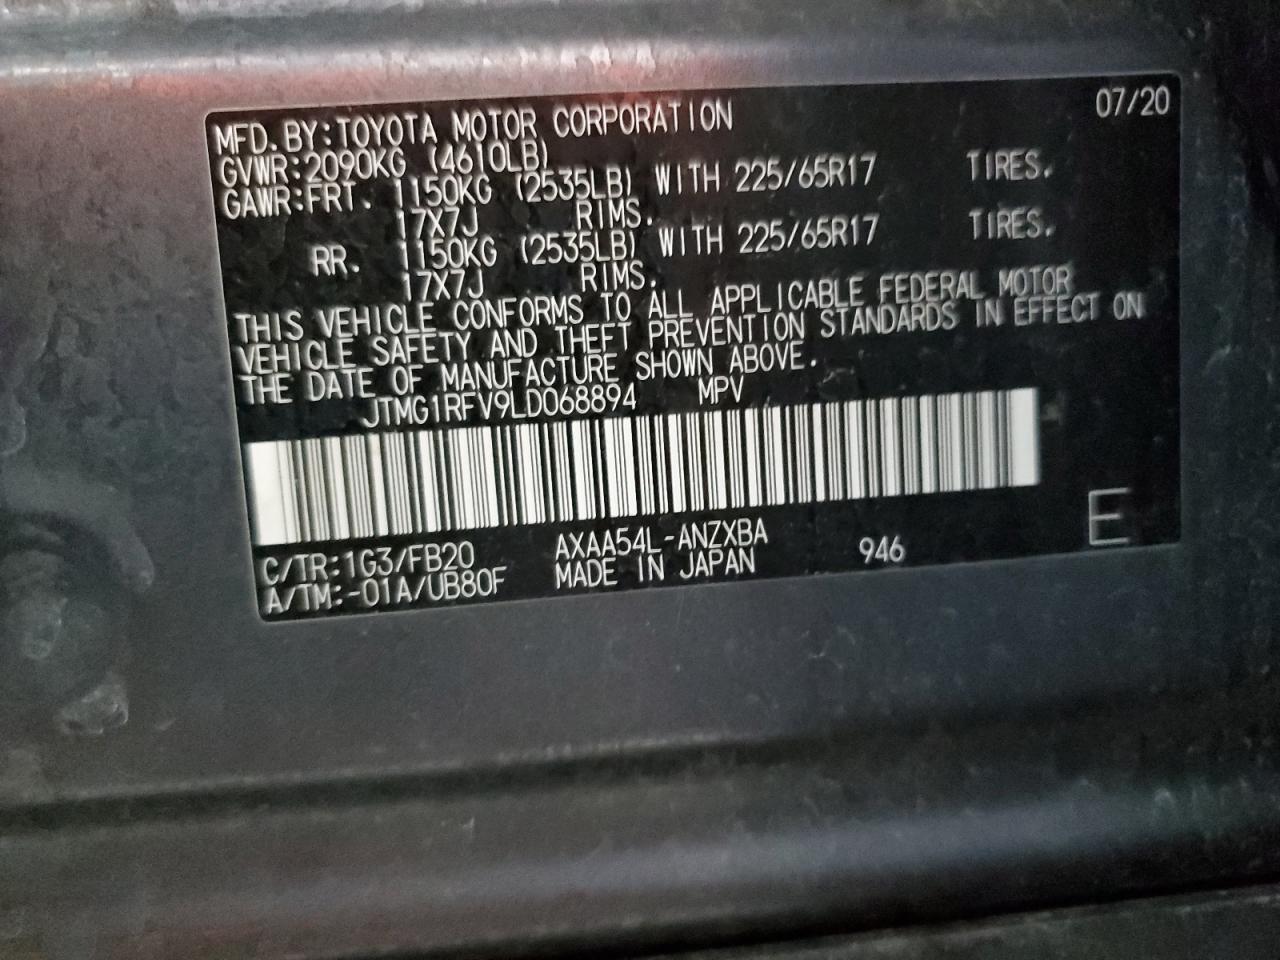 07/20
MFD.BY:TOYOTA MOTOR CORPORATION
GVWR:2090KG (4610LB)
GAWR:FRT. 1150KG (2535LB) WITH 225/65R17 TIRES.
17X7J RIMS.
RR. 1150KG (2535LB) WITH 225/65R17 TIRES.
17X7J RIMS.
THIS VEHICLE CONFORMS TO ALL APPLICABLE FEDERAL MOTOR
VEHICLE SAFETY AND THEFT PREVENTION STANDARDS IN EFFECT ON
THE DATE OF MANUFACTURE SHOWN ABOVE.
JTMG1RFV9LD068894 MPV
C/TR:1G3/FB20 AXAA54L-ANZXBA 946 E
A/TM:-01A/UB80F MADE IN JAPAN